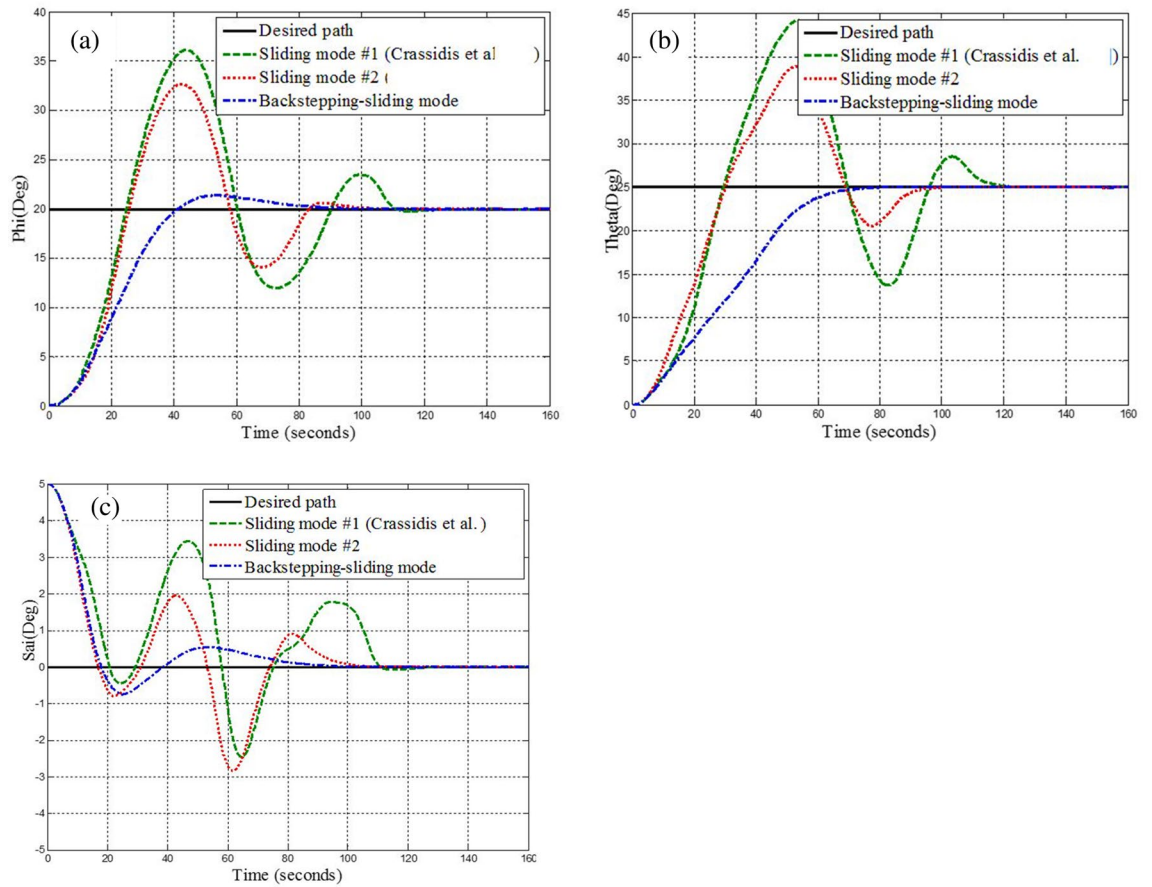 (a)
Desired path
Sliding mode #1 (Crassidis et al )
Sliding mode #2 (
Backstepping-sliding mode
Phi(Deg)
40
35
30
25
20
15
10
5
0
0 20 40 60 80 100 120 140 160
Time (seconds)
(b)
Desired path
Sliding mode #1 (Crassidis et al. )
Sliding mode #2
Backstepping-sliding mode
Theta(Deg)
45
40
35
30
25
20
15
10
5
0
0 20 40 60 80 100 120 140 160
Time (seconds)
(c)
Desired path
Sliding mode #1 (Crassidis et al. )
Sliding mode #2
Backstepping-sliding mode
Sai(Deg)
5
4
3
2
1
0
-1
-2
-3
-4
-5
0 20 40 60 80 100 120 140 160
Time (seconds)